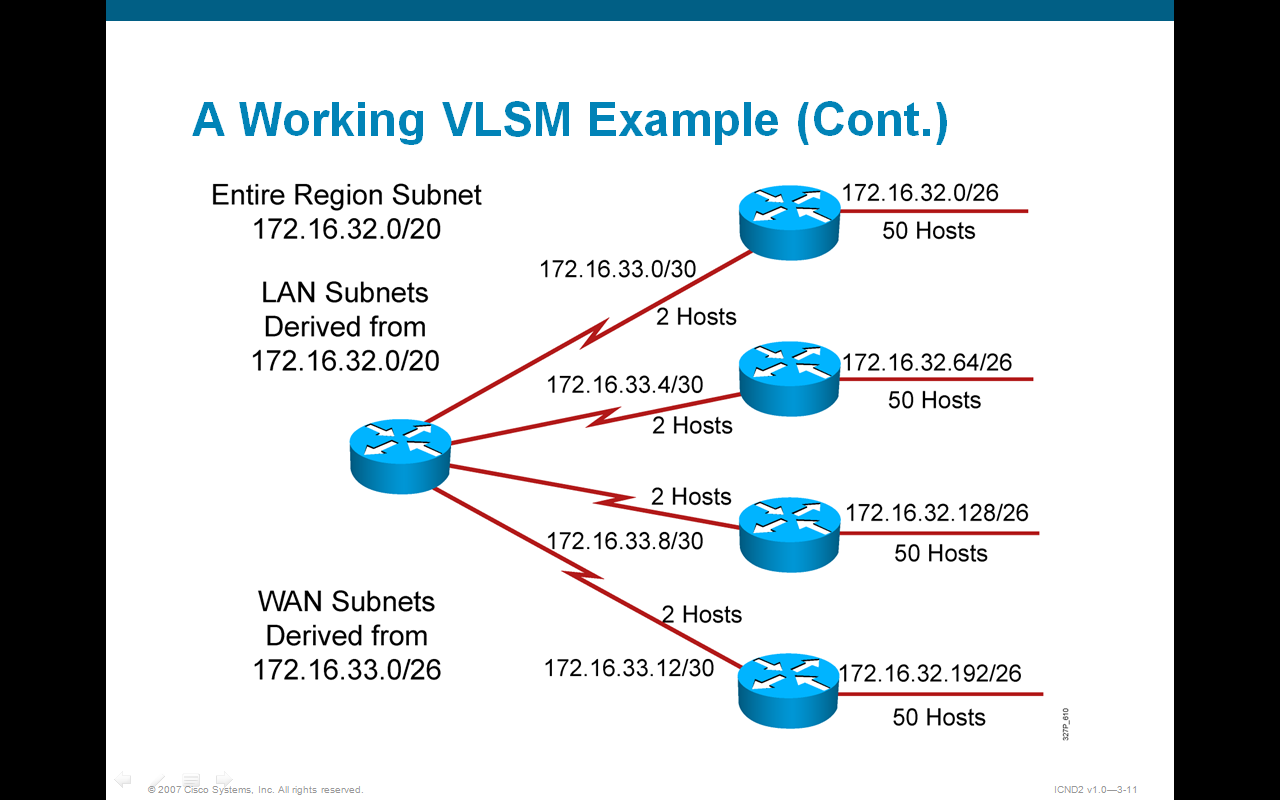 A Working VLSM Example (Cont.)
Entire Region Subnet
172.16.32.0/20
LAN Subnets
Derived from
172.16.32.0/20
WAN Subnets
Derived from
172.16.33.0/26
172.16.33.0/30
2 Hosts
172.16.33.4/30
2 Hosts
2 Hosts
172.16.33.8/30
2 Hosts
172.16.33.12/30
172.16.32.0/26
50 Hosts
172.16.32.64/26
50 Hosts
172.16.32.128/26
50 Hosts
172.16.32.192/26
50 Hosts
327P_610
© 2007 Cisco Systems, Inc. All rights reserved.
ICND2 v1.0—3-11